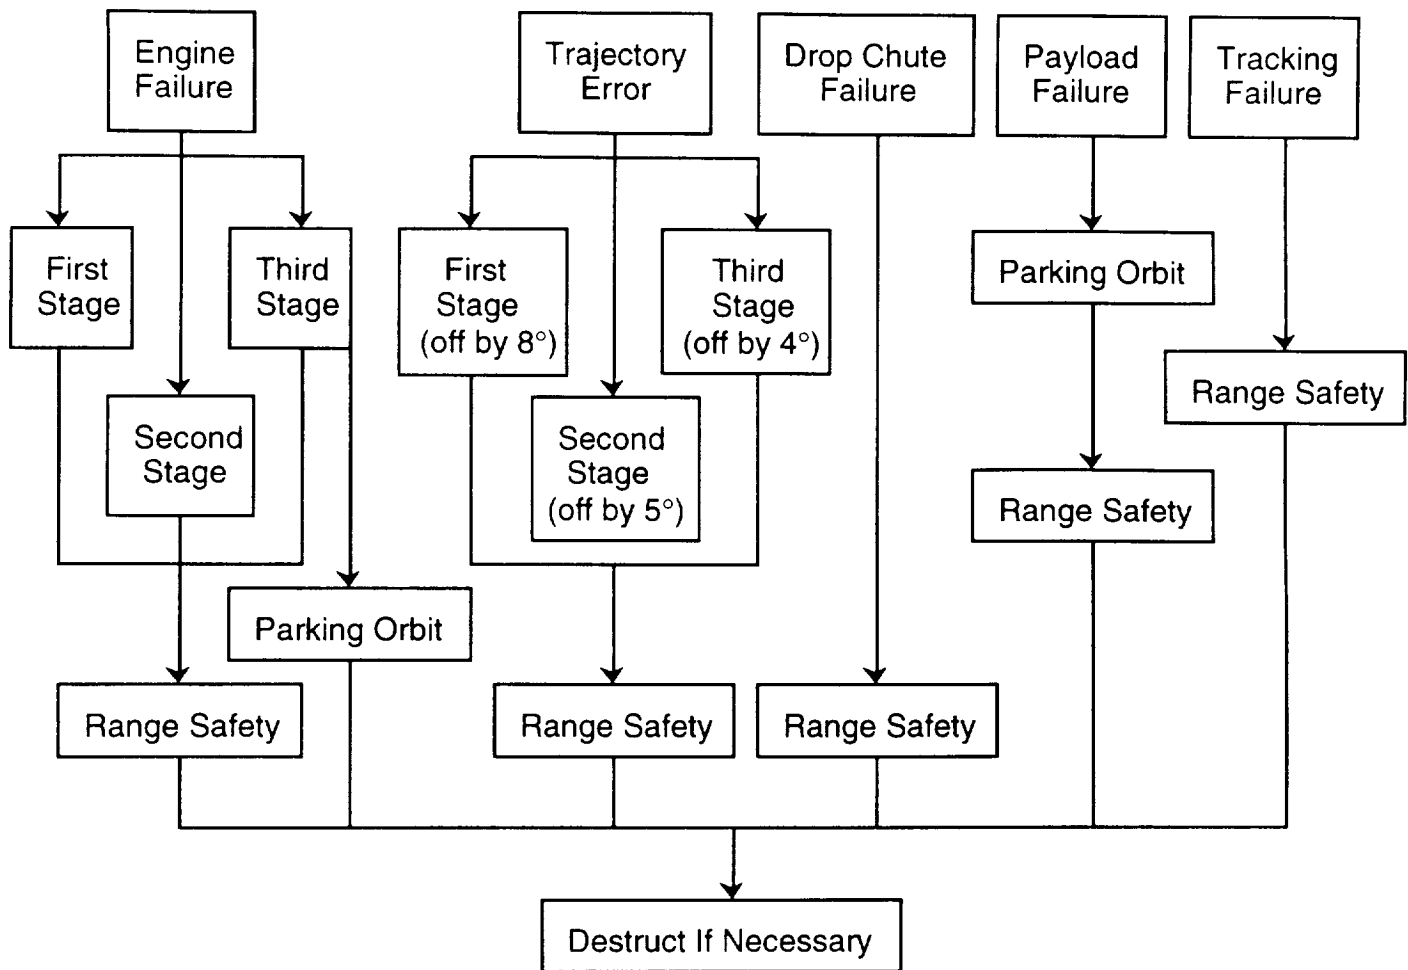 Engine
Failure
Trajectory
Error
Drop Chute
Failure
Payload
Failure
Tracking
Failure
First
Stage
Third
Stage
First
Stage
(off by 8°)
Third
Stage
(off by 4°)
Parking Orbit
Range Safety
Second
Stage
Second
Stage
(off by 5°)
Range Safety
Parking Orbit
Range Safety
Range Safety
Range Safety
Destruct If Necessary